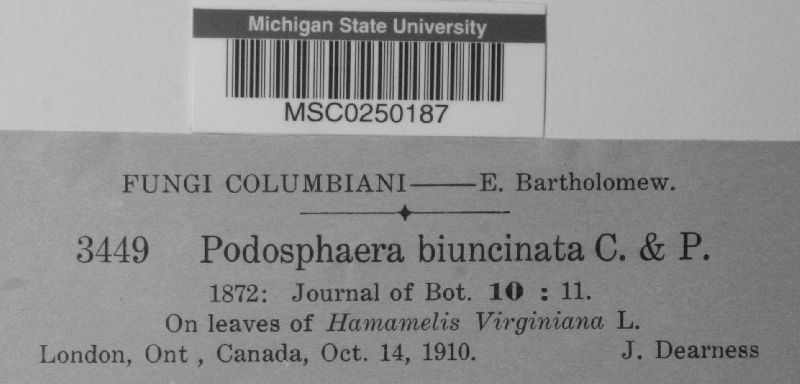 Michigan State University
MSC0250187
FUNGI COLUMBIANI——E. Bartholomew.
3449 Podosphaera biuncinata C. & P.
1872: Journal of Bot. 10 : 11.
On leaves of Hamamelis Virginiana L.
London, Ont , Canada, Oct. 14, 1910. J. Dearness